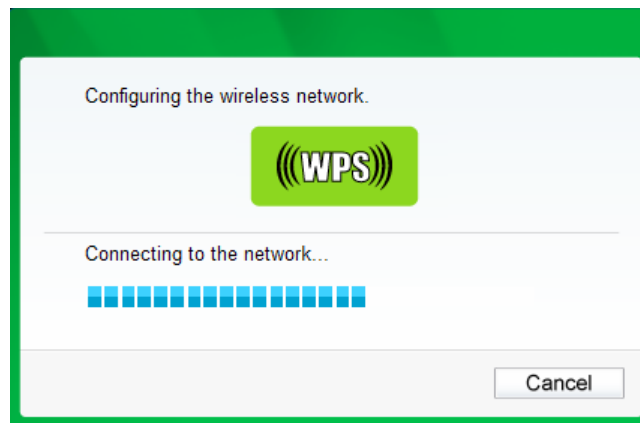 Configuring the wireless network.
(((WPS)))
Connecting to the network...
Cancel